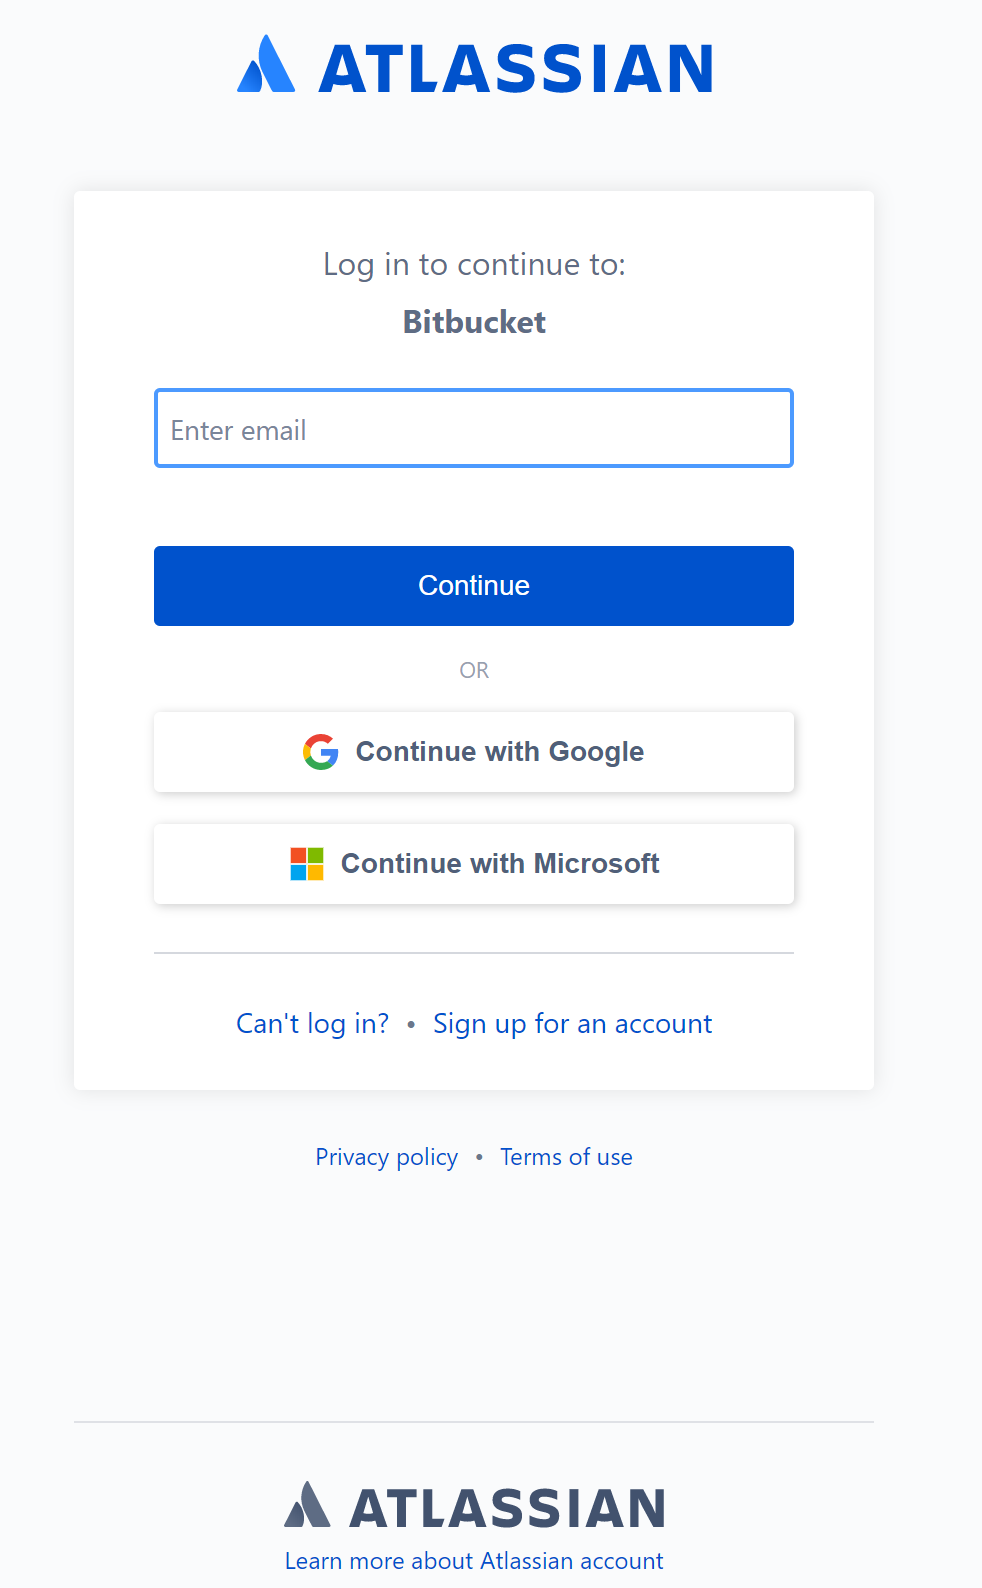 ATLASSIAN
Log in to continue to:
Bitbucket
Enter email
Continue
OR
Continue with Google
Continue with Microsoft
Can't log in? • Sign up for an account
Privacy policy • Terms of use
ATLASSIAN
Learn more about Atlassian account